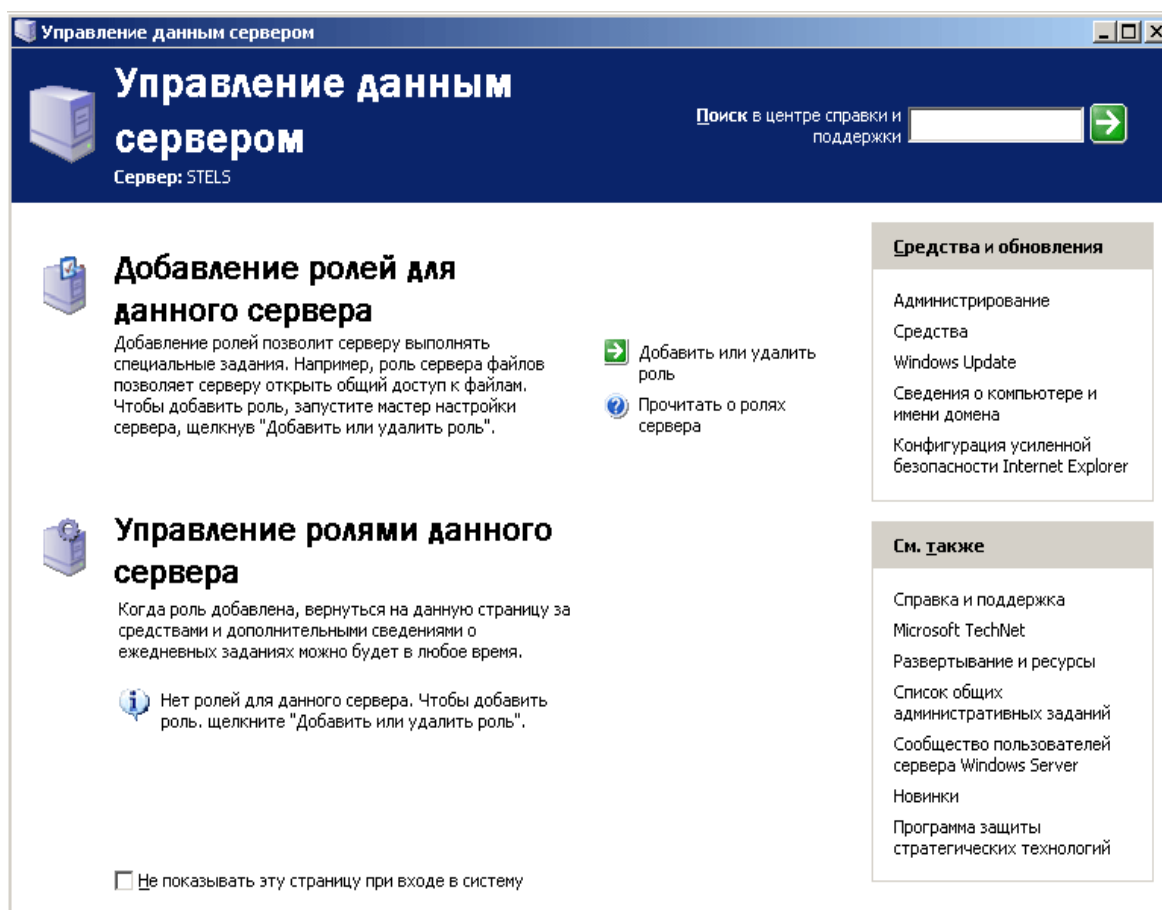 Управление данным сервером
Управление данным
сервером
Сервер: STELS
Поиск в центре справки и
поддержки
Добавление ролей для
данного сервера
Добавление ролей позволит серверу выполнять
специальные задания. Например, роль сервера файлов
позволяет серверу открыть общий доступ к файлам.
Чтобы добавить роль, запустите мастер настройки
сервера, щелкнув "Добавить или удалить роль".
Добавить или удалить
роль
Прочитать о ролях
сервера
Управление ролями данного
сервера
Когда роль добавлена, вернуться на данную страницу за
средствами и дополнительными сведениями о
ежедневных заданиях можно будет в любое время.
Нет ролей для данного сервера. Чтобы добавить
роль. щелкните "Добавить или удалить роль".
Не показывать эту страницу при входе в систему
Средства и обновления
Администрирование
Средства
Windows Update
Сведения о компьютере и
имени домена
Конфигурация усиленной
безопасности Internet Explorer
См. также
Справка и поддержка
Microsoft TechNet
Развертывание и ресурсы
Список общих
административных заданий
Сообщество пользователей
сервера Windows Server
Новинки
Программа защиты
стратегических технологий